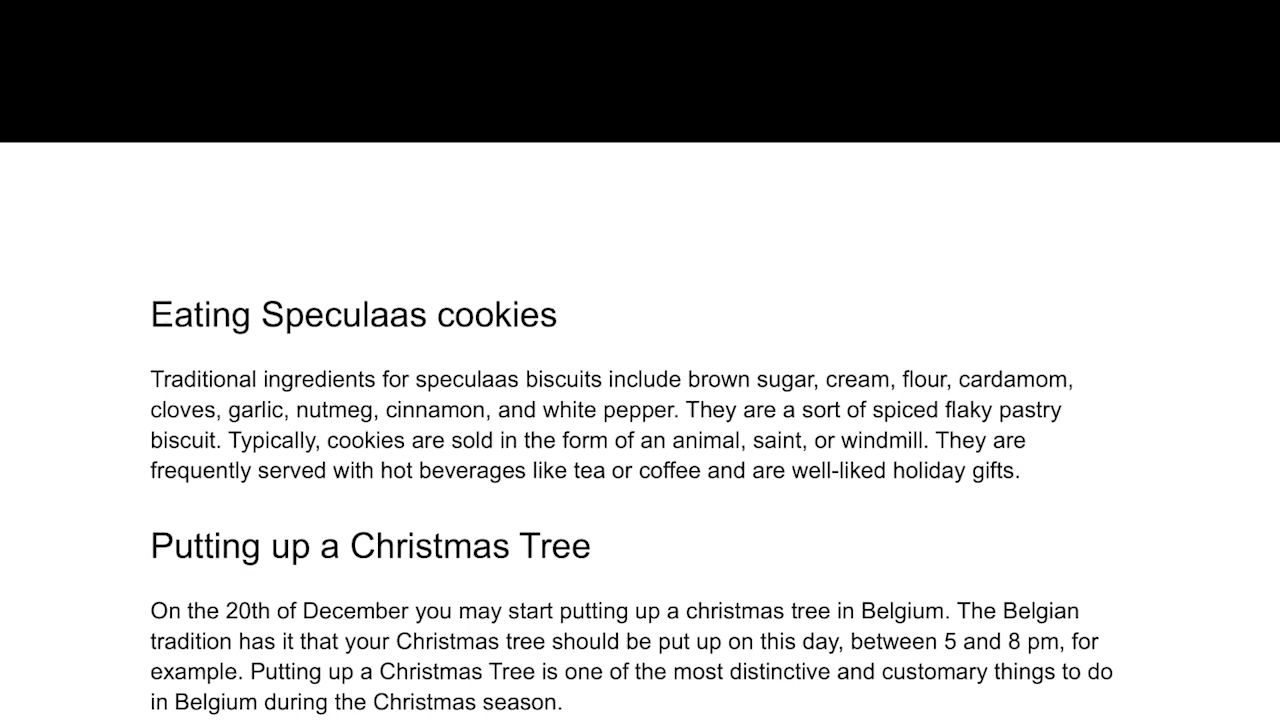 Eating Speculaas cookies
Traditional ingredients for speculaas biscuits include brown sugar, cream, flour, cardamom,
cloves, garlic, nutmeg, cinnamon, and white pepper. They are a sort of spiced flaky pastry
biscuit. Typically, cookies are sold in the form of an animal, saint, or windmill. They are
frequently served with hot beverages like tea or coffee and are well-liked holiday gifts.
Putting up a Christmas Tree
On the 20th of December you may start putting up a christmas tree in Belgium. The Belgian
tradition has it that your Christmas tree should be put up on this day, between 5 and 8 pm, for
example. Putting up a Christmas Tree is one of the most distinctive and customary things to do
in Belgium during the Christmas season.